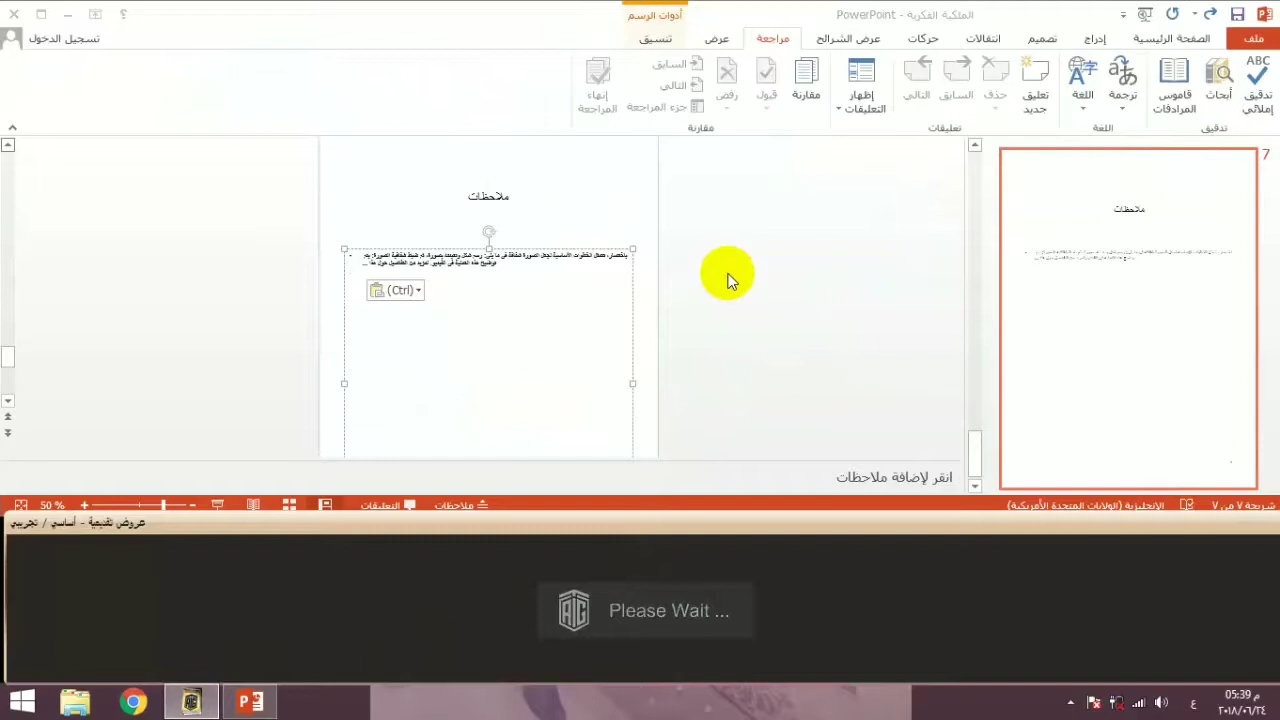 الملكية الفكرية - PowerPoint
أدوات الرسم
?
تسجيل الدخول
ملف
الصفحة الرئيسية
إدراج
تصميم
انتقالات
حركات
عرض الشرائح
مراجعة
عرض
تنسيق
ABC
تدقيق
إملائي
أبحاث
قاموس
المرادفات
ترجمة
اللغة
تعليق
جديد
حذف
السابق
التالي
إظهار
التعليقات
مقارنة
قبول
رفض
السابق
التالي
جزء المراجعة
إنهاء
المراجعة
تدقيق
اللغة
تعليقات
مقارنة
7
ملاحظات
ملاحظات
(Ctrl)
انقر لإضافة ملاحظات
شريحة ٧ من ٧
الإنجليزية (الولايات المتحدة الأمريكية)
ملاحظات
التعليقات
50 %
عروض تقديمية - أساسي / تجريبي
Please Wait ...
05:39 م
٢٠١٨/٠٦/٢٤
ع